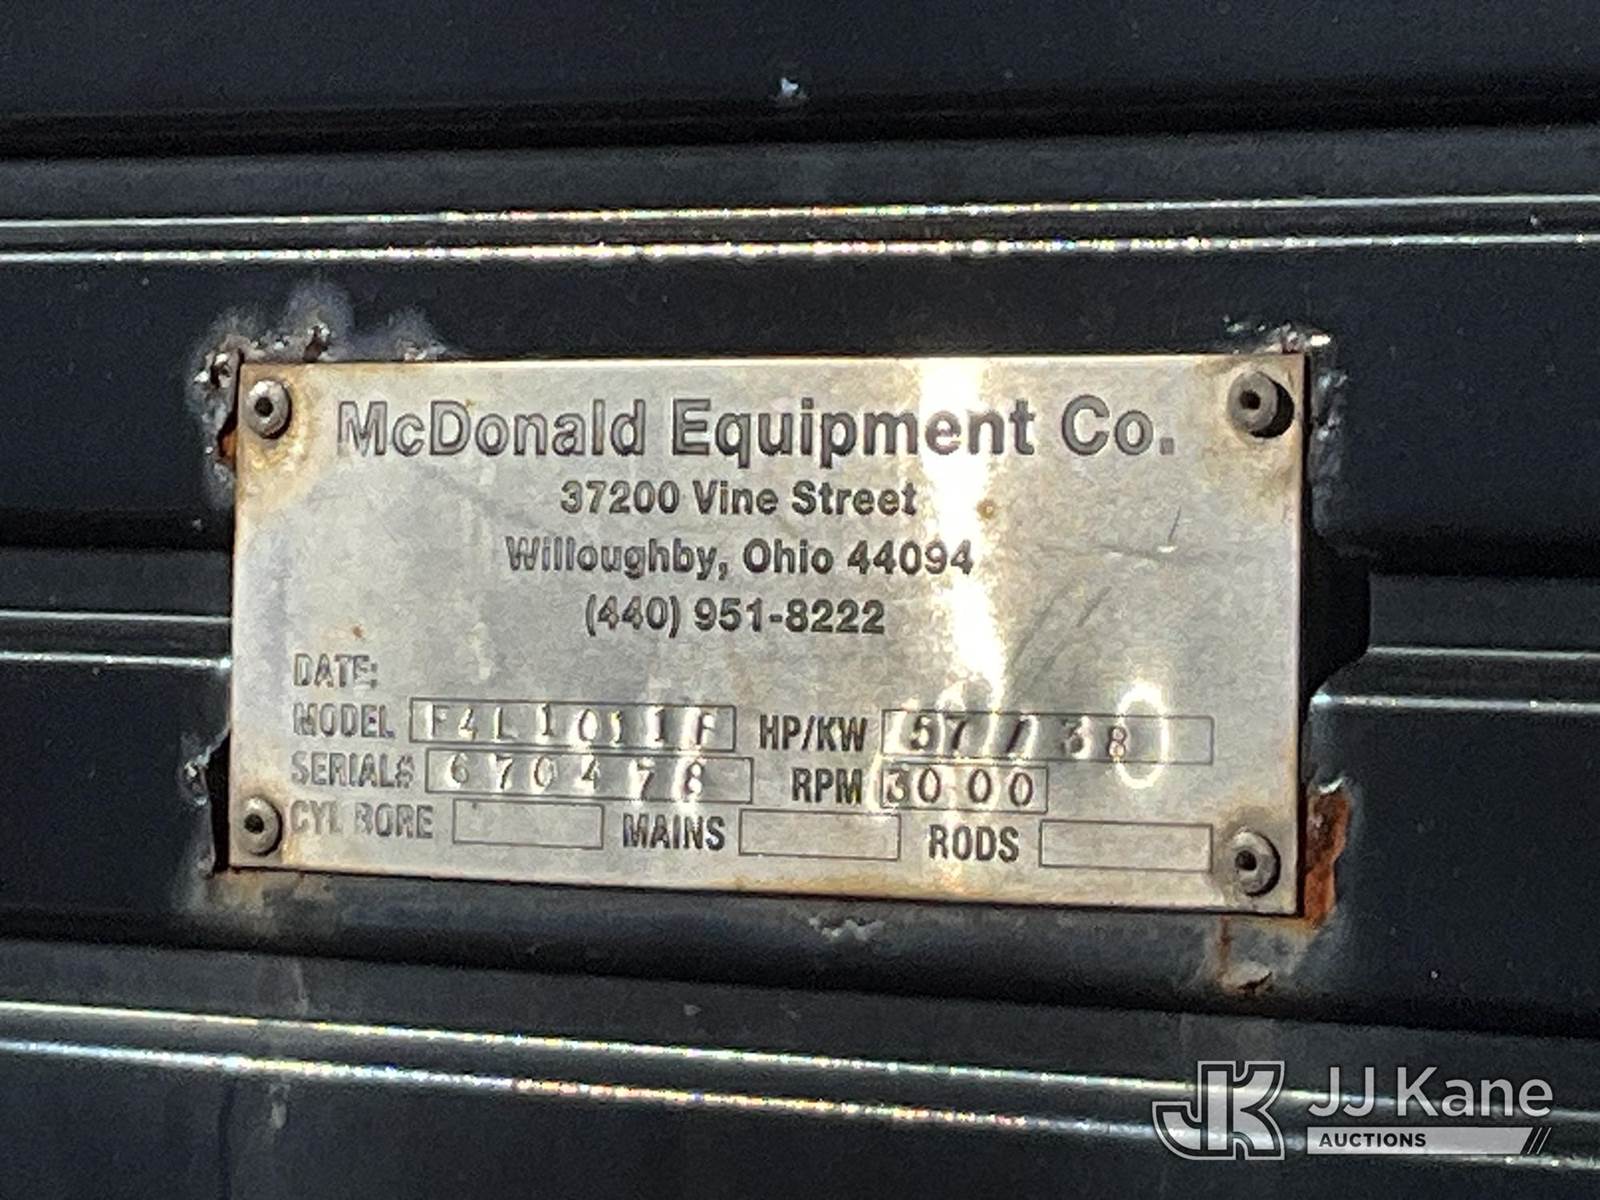 McDonald Equipment Co.
37200 Vine Street
Willoughby, Ohio 44094
(440) 951-8222
DATE:
MODEL F4L1011F HP/KW 57/38
SERIAL# 670478 RPM 3000
CYL BORE MAINS RODS
JK JJ Kane
AUCTIONS